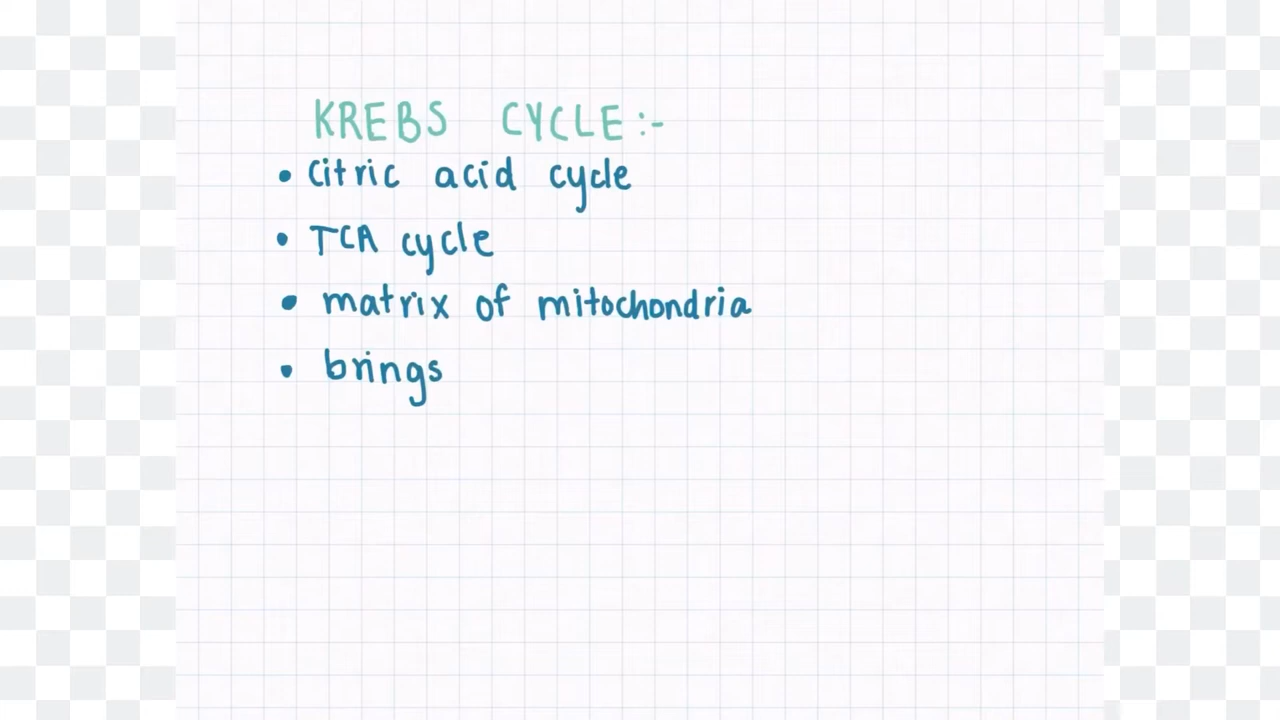 KREBS CYCLE:-
• Citric acid cycle
• TCA cycle
• matrix of mitochondria
• brings